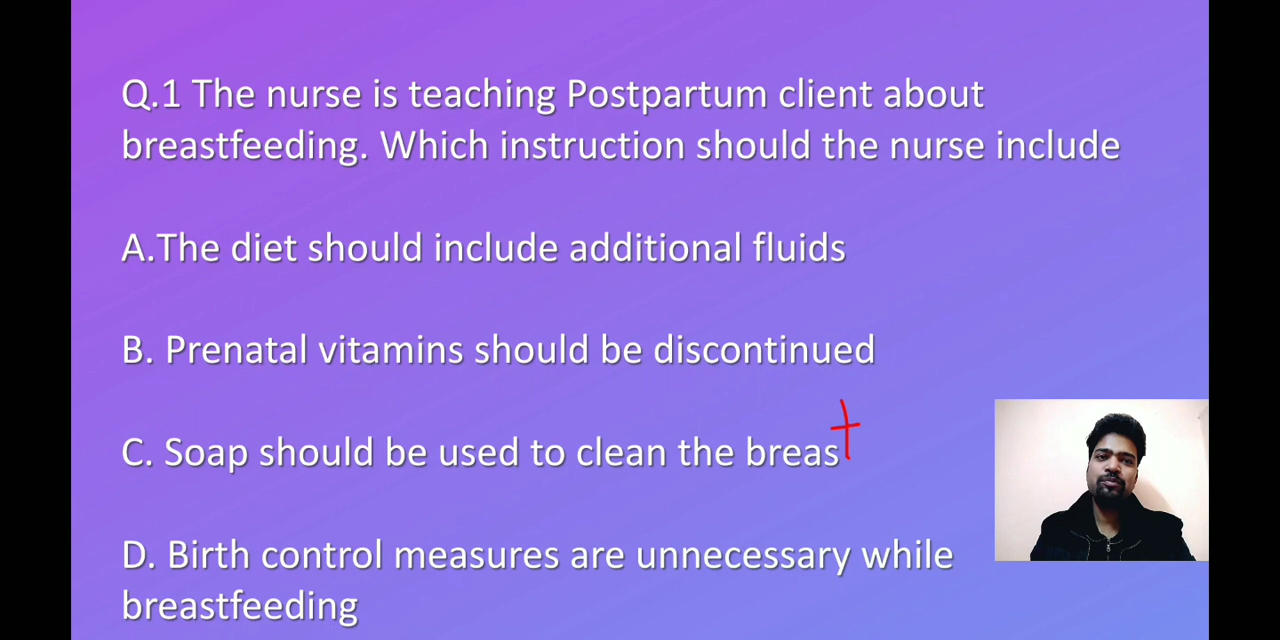 Q.1 The nurse is teaching Postpartum client about
breastfeeding. Which instruction should the nurse include
A.The diet should include additional fluids
B. Prenatal vitamins should be discontinued
C. Soap should be used to clean the breast
D. Birth control measures are unnecessary while
breastfeeding